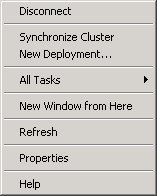 Disconnect
Synchronize Cluster
New Deployment...
All Tasks
New Window from Here
Refresh
Properties
Help